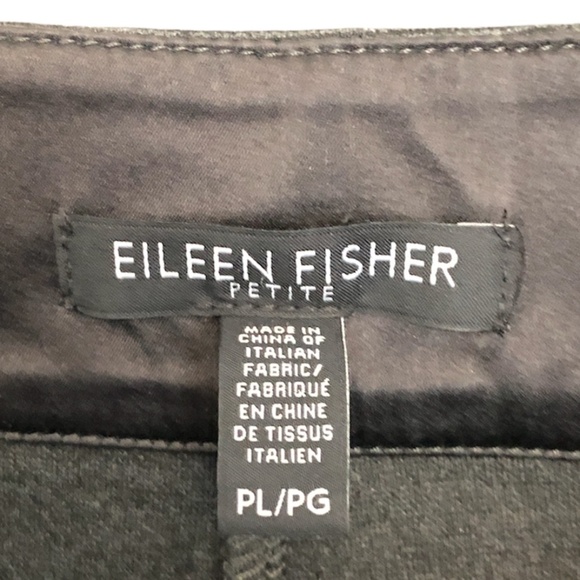 EILEEN FISHER
PETITE
MADE IN
CHINA OF
ITALIAN
FABRIC/
FABRIQUÉ
EN CHINE
DE TISSUS
ITALIEN
PL/PG